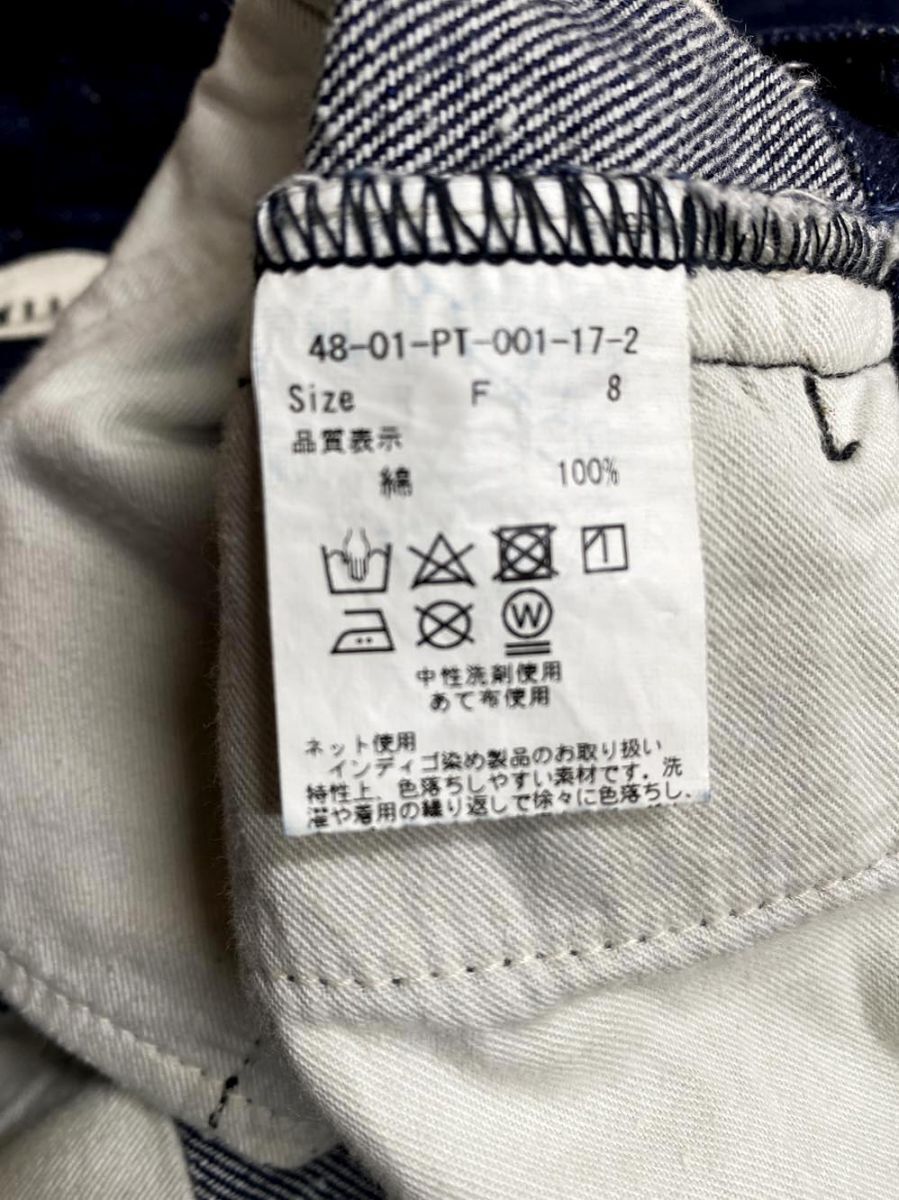 48-01-PT-001-17-2
Size F 8
品質表示
綿 100%
W
中性洗剤使用
あて布使用
ネット使用
インディゴ染め製品のお取り扱い
特性上、色落ちしやすい素材です。洗
濯や着用の繰り返しで徐々に色落ちし、